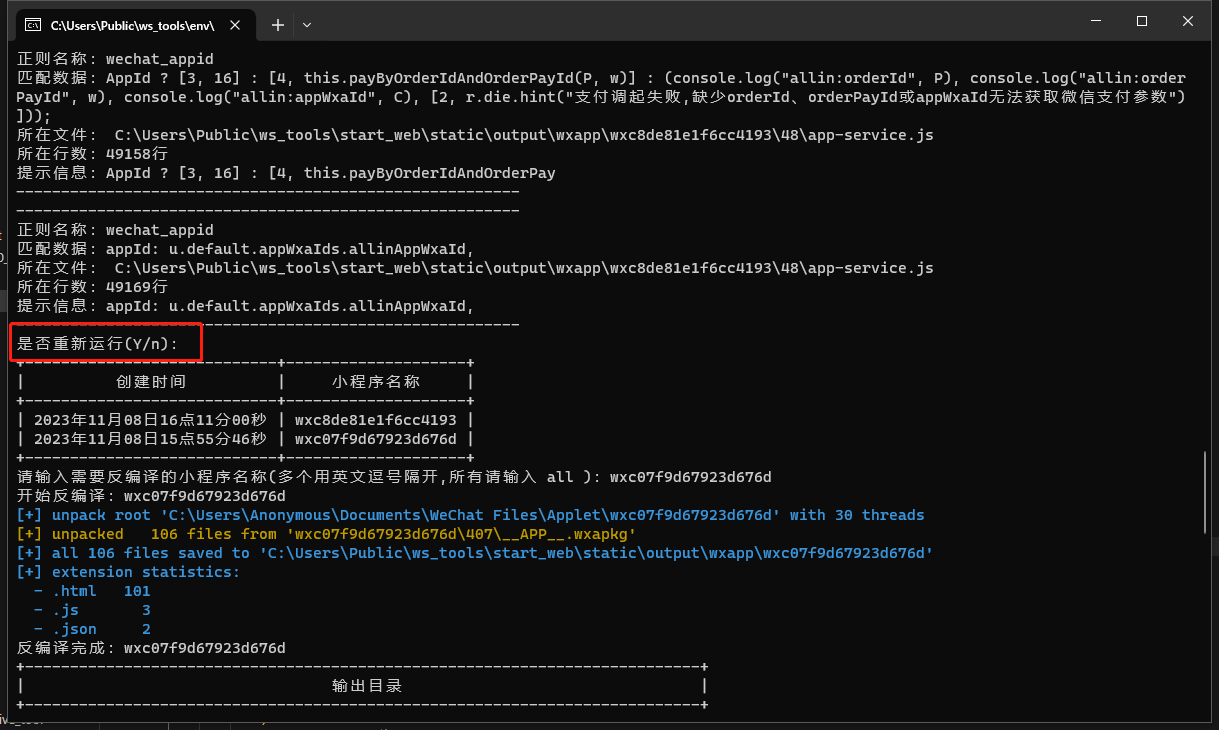 C:\Users\Public\ws_tools\env\
正则名称: wechat_appid
匹配数据: AppId ? [3, 16] : [4, this.payByOrderIdAndOrderPayId(P, w)] : (console.log("allin:orderId", P), console.log("allin:order
PayId", w), console.log("allin:appWxaId", C), [2, r.die.hint("支付调起失败,缺少orderId、orderPayId或appWxaId无法获取微信支付参数")
]));
所在文件: C:\Users\Public\ws_tools\start_web\static\output\wxapp\wxc8de81e1f6cc4193\48\app-service.js
所在行数: 49158行
提示信息: AppId ? [3, 16] : [4, this.payByOrderIdAndOrderPay
--------------------------------------------------------
--------------------------------------------------------
正则名称: wechat_appid
匹配数据: appId: u.default.appWxaIds.allinAppWxaId,
所在文件: C:\Users\Public\ws_tools\start_web\static\output\wxapp\wxc8de81e1f6cc4193\48\app-service.js
所在行数: 49169行
提示信息: appId: u.default.appWxaIds.allinAppWxaId,
--------------------------------------------------------
是否重新运行(Y/n):
+----------------------------+--------------------+
| 创建时间 | 小程序名称 |
+----------------------------+--------------------+
| 2023年11月08日16点11分00秒 | wxc8de81e1f6cc4193 |
| 2023年11月08日15点55分46秒 | wxc07f9d67923d676d |
+----------------------------+--------------------+
请输入需要反编译的小程序名称(多个用英文逗号隔开,所有请输入 all ): wxc07f9d67923d676d
开始反编译: wxc07f9d67923d676d
[+] unpack root 'C:\Users\Anonymous\Documents\WeChat Files\Applet\wxc07f9d67923d676d' with 30 threads
[+] unpacked 106 files from 'wxc07f9d67923d676d\407\__APP__.wxapkg'
[+] all 106 files saved to 'C:\Users\Public\ws_tools\start_web\static\output\wxapp\wxc07f9d67923d676d'
[+] extension statistics:
- .html 101
- .js 3
- .json 2
反编译完成: wxc07f9d67923d676d
+---------------------------------------------------------------------------+
| 输出目录 |
+---------------------------------------------------------------------------+